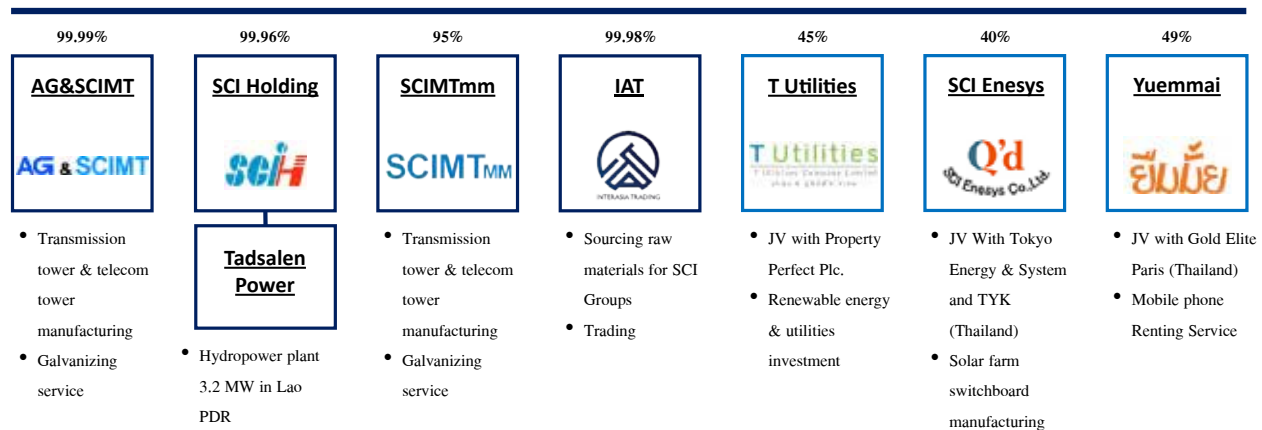 99.99%
99.96%
95%
99.98%
45%
40%
49%
AG&SCIMT
SCI Holding
SCIMTmm
IAT
T Utilities
SCI Enesys
Yuemmai
AG & SCIMT
sciH
SCIMTMM
INTERASIA TRADING
T Utilities
T Utilities Company Limited
Q'd
SCI Enesys Co.,Ltd.
ยืมมั้ย
Tadsalen
Power
• Transmission
tower & telecom
tower
manufacturing
• Galvanizing
service
• Hydropower plant
3.2 MW in Lao
PDR
• Transmission
tower & telecom
tower
manufacturing
• Galvanizing
service
• Sourcing raw
materials for SCI
Groups
• Trading
• JV with Property
Perfect Plc.
• Renewable energy
& utilities
investment
• JV With Tokyo
Energy & System
and TYK
(Thailand)
• Solar farm
switchboard
manufacturing
• JV with Gold Elite
Paris (Thailand)
• Mobile phone
Renting Service